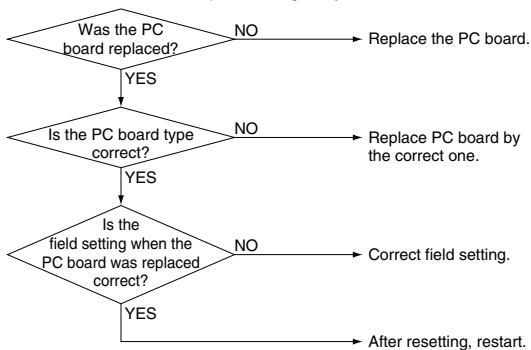 Was the PC
board replaced?
NO
Replace the PC board.
YES
Is the PC board type
correct?
NO
Replace PC board by
the correct one.
YES
Is the
field setting when the
PC board was replaced
correct?
NO
Correct field setting.
YES
After resetting, restart.